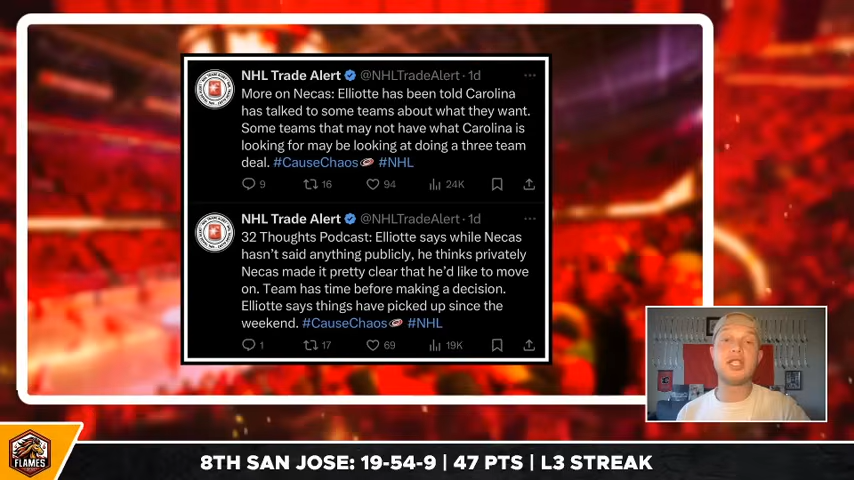 NHL Trade Alert @NHLTradeAlert · 1d
More on Necas: Elliotte has been told Carolina
has talked to some teams about what they want.
Some teams that may not have what Carolina is
looking for may be looking at doing a three team
deal. #CauseChaos #NHL
9 16 94 24K
NHL Trade Alert @NHLTradeAlert · 1d
32 Thoughts Podcast: Elliotte says while Necas
hasn't said anything publicly, he thinks privately
Necas made it pretty clear that he'd like to move
on. Team has time before making a decision.
Elliotte says things have picked up since the
weekend. #CauseChaos #NHL
1 17 69 19K
FLAMES
8TH SAN JOSE: 19-54-9 | 47 PTS | L3 STREAK